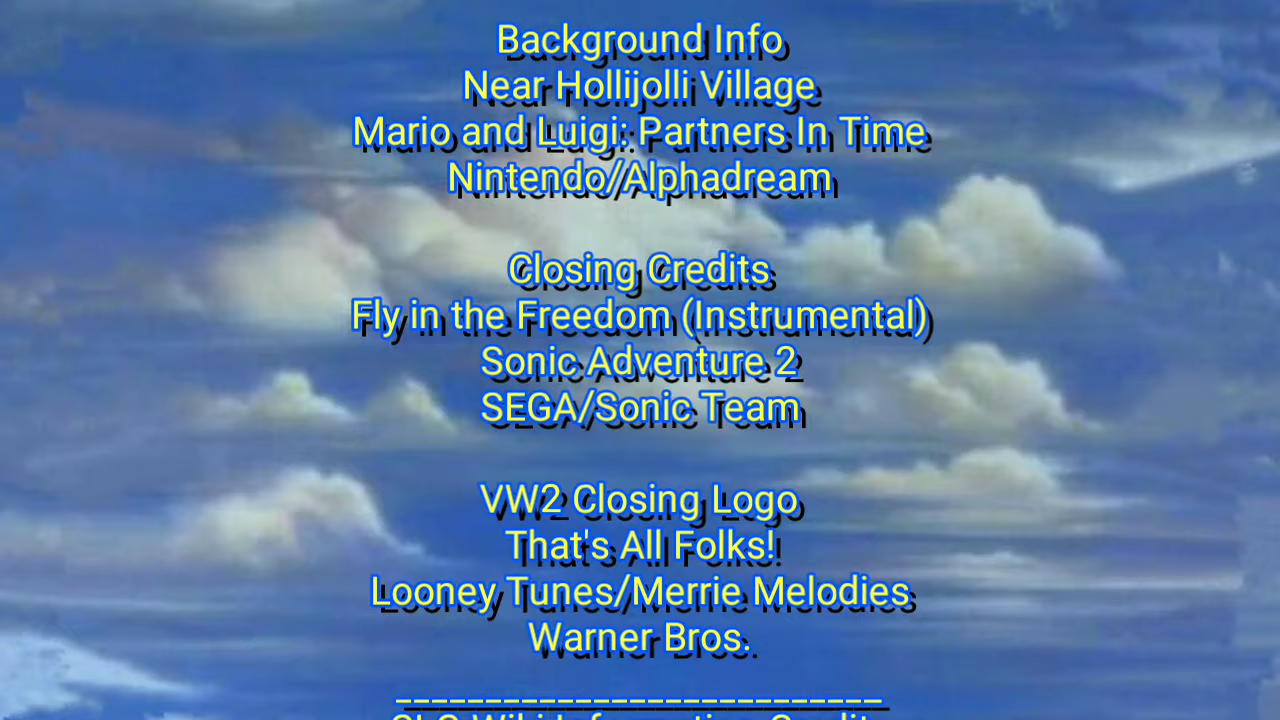 Background Info
Near Hollijolli Village
Mario and Luigi: Partners In Time
Nintendo/Alphadream
Closing Credits
Fly in the Freedom (Instrumental)
Sonic Adventure 2
SEGA/Sonic Team
VW2 Closing Logo
That's All Folks!
Looney Tunes/Merrie Melodies
Warner Bros.
___________________________